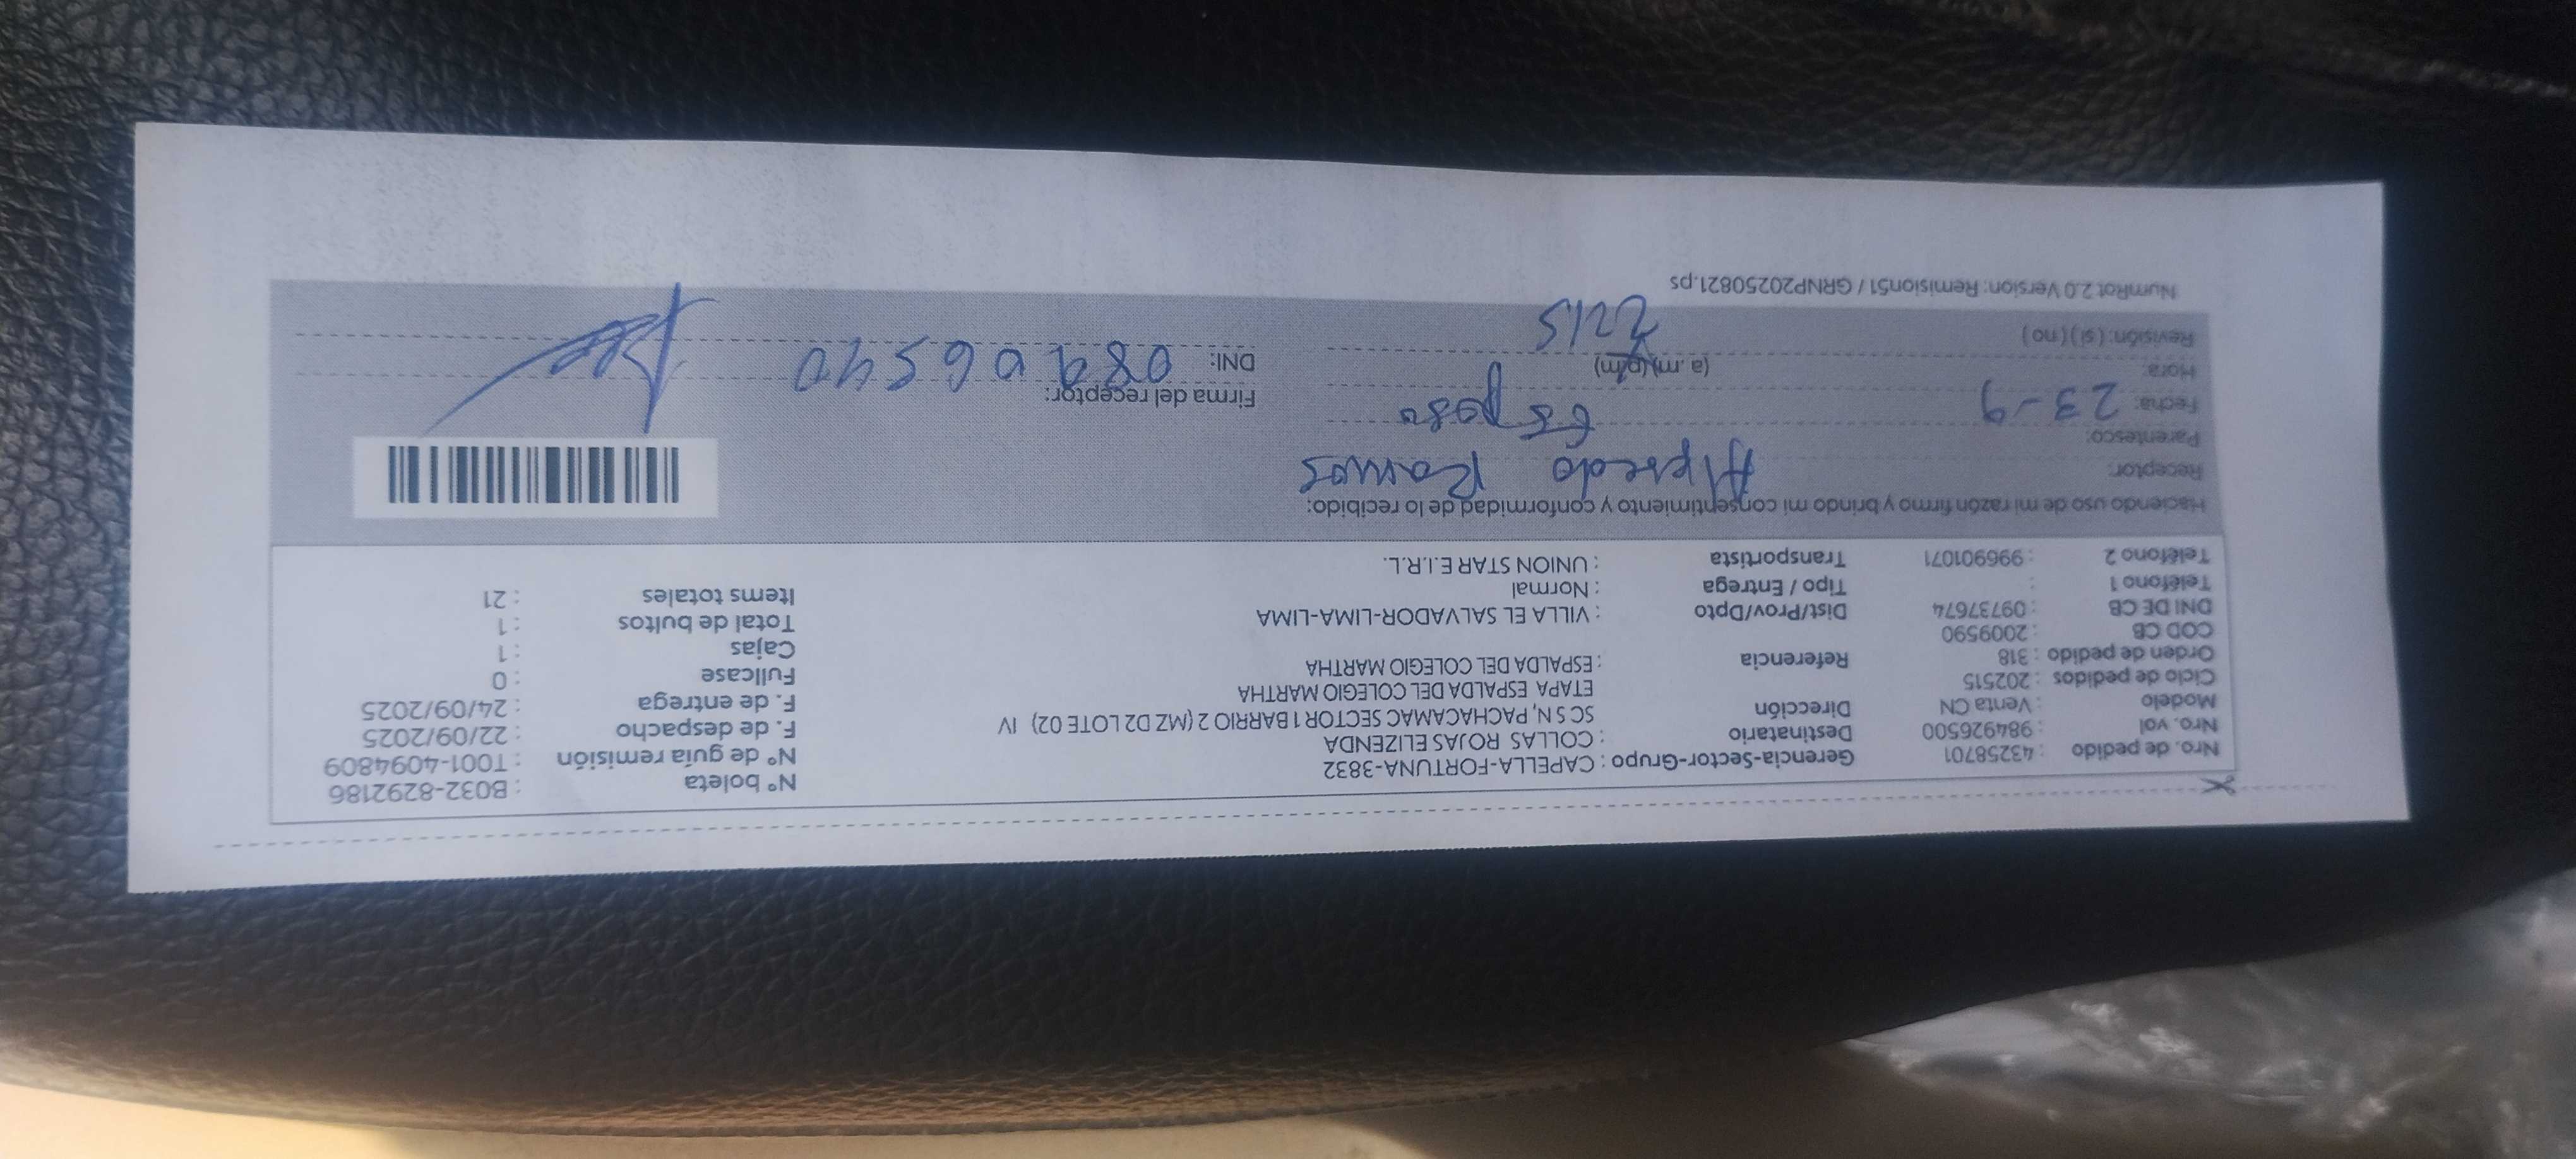 Nro. de pedido : 43258701 Gerencia-Sector-Grupo : CAPELLA-FORTUNA-3832 N° boleta : B032-8292186
Nro. vol : 984926500 Destinatario : COLLAS ROJAS ELIZENDA N° de guía remisión : T001-4094809
Modelo : Venta CN Dirección SC S N, PACHACAMAC SECTOR 1 BARRIO 2 (MZ D2 LOTE 02) IV F. de despacho : 22/09/2025
Ciclo de pedidos : 202515 ETAPA ESPALDA DEL COLEGIO MARTHA F. de entrega : 24/09/2025
Orden de pedido : 318 Referencia : ESPALDA DEL COLEGIO MARTHA Fullcase : 0
COD CB : 2009590 Cajas : 1
DNI DE CB : 09737674 Dist/Prov/Dpto : VILLA EL SALVADOR-LIMA-LIMA Total de bultos : 1
Teléfono 1 : Tipo / Entrega : Normal Items totales : 21
Teléfono 2 : 996901071 Transportista : UNION STAR E.I.R.L.
Haciendo uso de mi razón firmo y brindo mi consentimiento y conformidad de lo recibido:
Receptor: Alfredo Ramos
Parentesco: Esposo
Fecha: 23-9 Firma del receptor:
Hora: (a .m) (p/m) DNI: 08906540
Revisión: ( si ) ( no ) 2215
NumRot 2.0 Version: Remision51 / GRNP20250821.ps